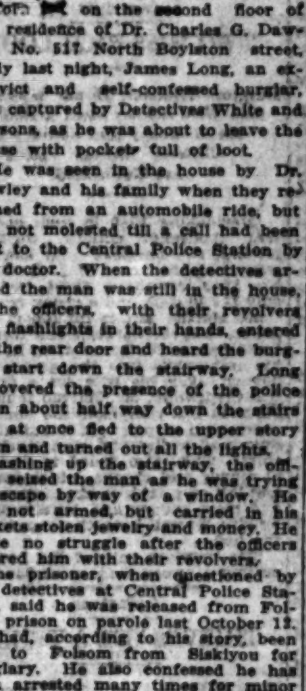 on the second floor of
residence of Dr. Charles G. Daw-
No. 517 North Boylston street,
ly last night, James Long, an ex-
vict and self-confessed burglar,
captured by Detectives White and
sons, as he was about to leave the
se with pockets full of loot.
He was seen in the house by Dr.
wley and his family when they re-
ned from an automobile ride, but
not molested till a call had been
t to the Central Police Station by
doctor. When the detectives ar-
d the man was still in the house.
he officers, with their revolvers
flashlights in their hands, entered
the rear door and heard the burg-
start down the stairway. Long
overed the presence of the police
n about half way down the stairs
at once fled to the upper story
n and turned out all the lights.
ashing up the stairway, the offi-
seized the man as he was trying
scape by way of a window. He
not armed, but carried in his
kets stolen jewelry and money. He
e no struggle after the officers
red him with their revolvers.
he prisoner, when questioned by
detectives at Central Police Sta-
said he was released from Fol-
prison on parole last October 12.
had, according to his story, been
to Folsom from Siskiyou for
glary. He also confessed he has
arrested many times for minor